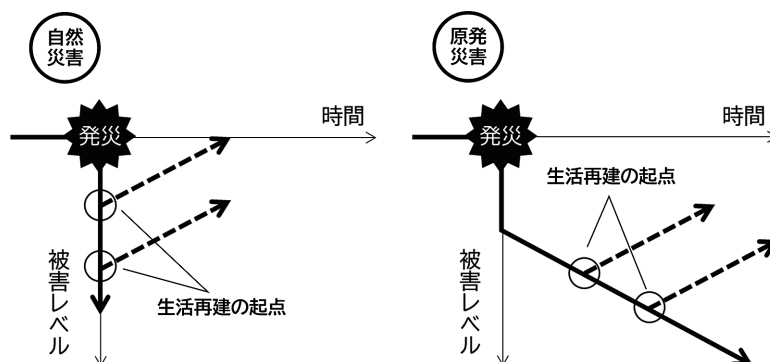 自然
災害
発災
時間
被害レベル
生活再建の起点
原発
災害
発災
時間
生活再建の起点
被害レベル